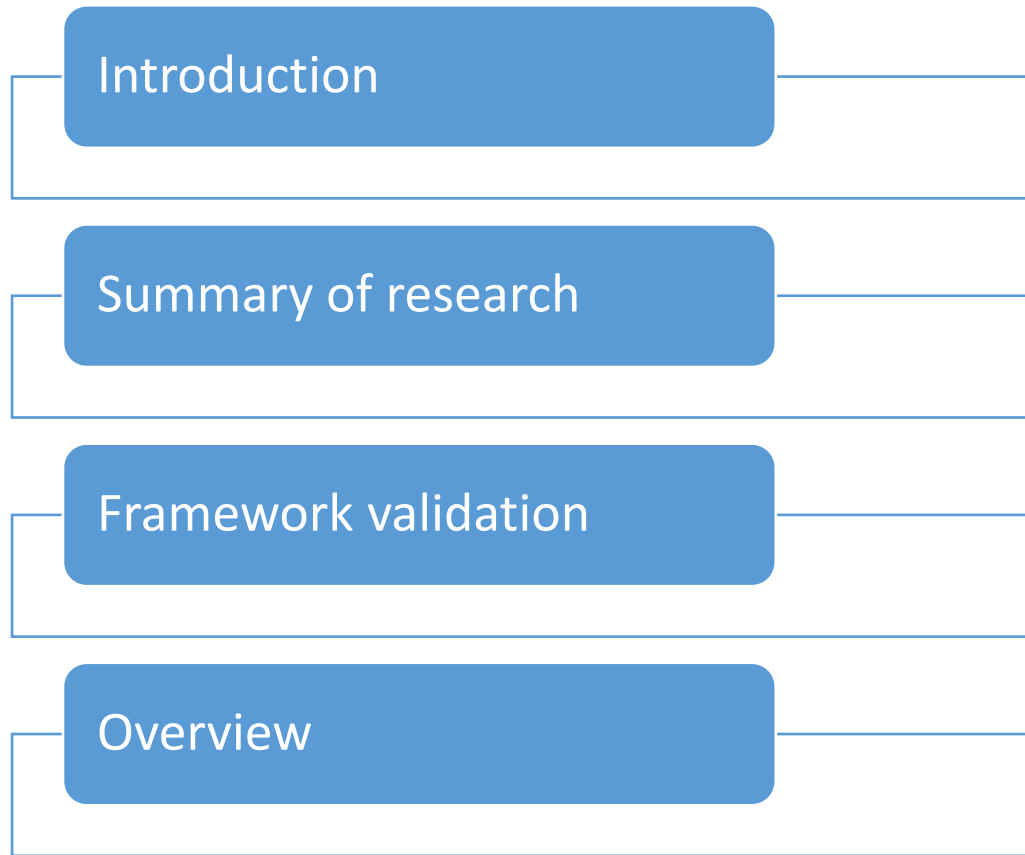 Introduction
Summary of research
Framework validation
Overview